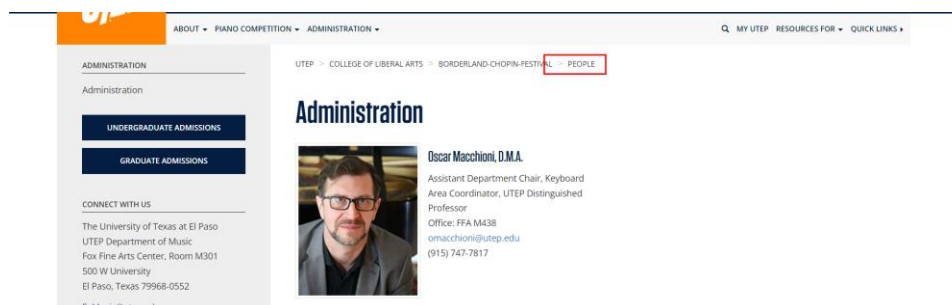 ABOUT PIANO COMPETITION ADMINISTRATION MY UTEP RESOURCES FOR QUICK LINKS
ADMINISTRATION
Administration
UNDERGRADUATE ADMISSIONS
GRADUATE ADMISSIONS
CONNECT WITH US
The University of Texas at El Paso
UTEP Department of Music
Fox Fine Arts Center, Room M301
500 W University
El Paso, Texas 79968-0552
UTEP > COLLEGE OF LIBERAL ARTS > BORDERLAND-CHOPIN-FESTIVAL > PEOPLE
Administration
Oscar Macchioni, D.M.A.
Assistant Department Chair, Keyboard
Area Coordinator, UTEP Distinguished
Professor
Office: FFA M438
omacchioni@utep.edu
(915) 747-7817